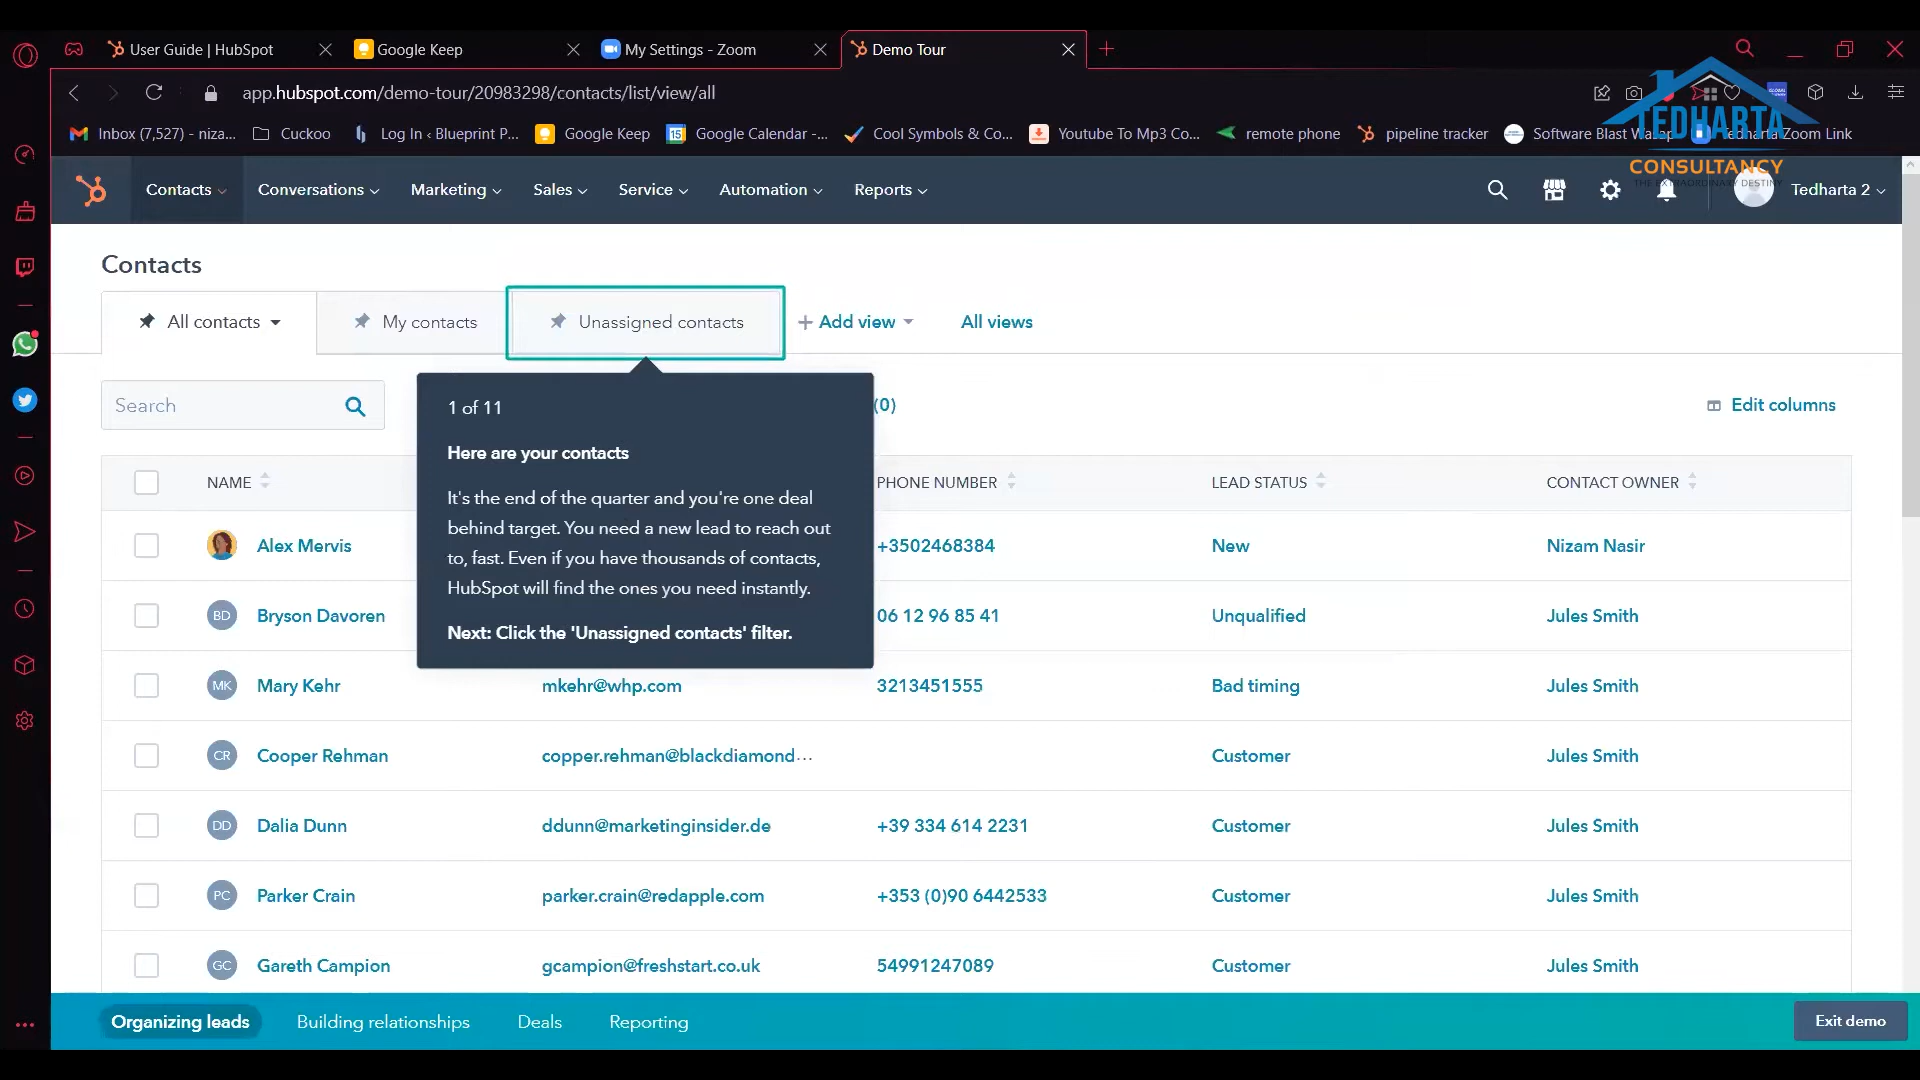 User Guide | HubSpot
Google Keep
My Settings - Zoom
Demo Tour
app.hubspot.com/demo-tour/20983298/contacts/list/view/all
Inbox (7,527) - niza...
Cuckoo
Log In ‹ Blueprint P...
Google Keep
Google Calendar -...
Cool Symbols & Co...
Youtube To Mp3 Co...
remote phone
pipeline tracker
Software Blast Wasap
Tedharta Zoom Link
TEDHARTA
CONSULTANCY
THE EXTRAORDINARY DESTINY
Contacts
Conversations
Marketing
Sales
Service
Automation
Reports
Tedharta 2
Contacts
All contacts
My contacts
Unassigned contacts
Add view
All views
Search
(0)
Edit columns
1 of 11
Here are your contacts
It's the end of the quarter and you're one deal
behind target. You need a new lead to reach out
to, fast. Even if you have thousands of contacts,
HubSpot will find the ones you need instantly.
Next: Click the 'Unassigned contacts' filter.
NAME PHONE NUMBER LEAD STATUS CONTACT OWNER
Alex Mervis +3502468384 New Nizam Nasir
BD Bryson Davoren 06 12 96 85 41 Unqualified Jules Smith
MK Mary Kehr mkehr@whp.com 3213451555 Bad timing Jules Smith
CR Cooper Rehman copper.rehman@blackdiamond... Customer Jules Smith
DD Dalia Dunn ddunn@marketinginsider.de +39 334 614 2231 Customer Jules Smith
PC Parker Crain parker.crain@redapple.com +353 (0)90 6442533 Customer Jules Smith
GC Gareth Campion gcampion@freshstart.co.uk 54991247089 Customer Jules Smith
Organizing leads
Building relationships
Deals
Reporting
Exit demo